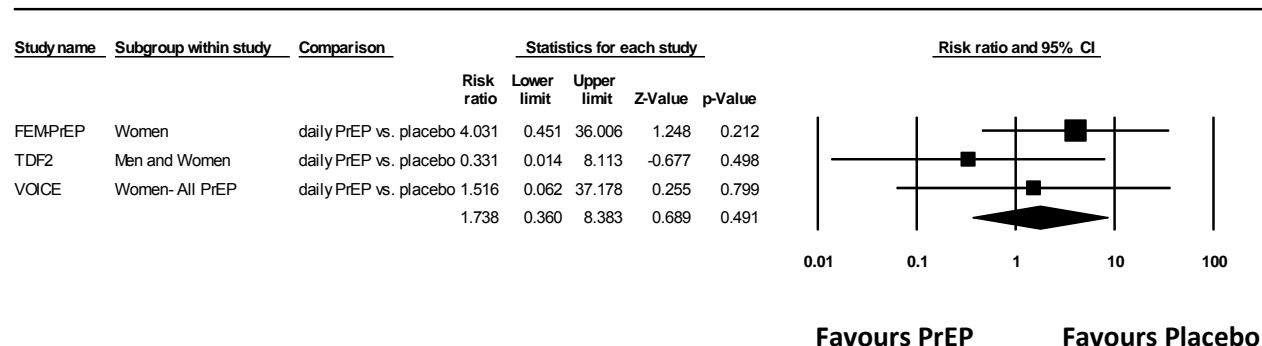 Study name Subgroup within study Comparison Statistics for each study Risk ratio and 95% CI
Risk ratio Lower limit Upper limit Z-Value p-Value
FEM-PrEP Women daily PrEP vs. placebo 4.031 0.451 36.006 1.248 0.212
TDF2 Men and Women daily PrEP vs. placebo 0.331 0.014 8.113 -0.677 0.498
VOICE Women- All PrEP daily PrEP vs. placebo 1.516 0.062 37.178 0.255 0.799
1.738 0.360 8.383 0.689 0.491
0.01 0.1 1 10 100
Favours PrEP Favours Placebo